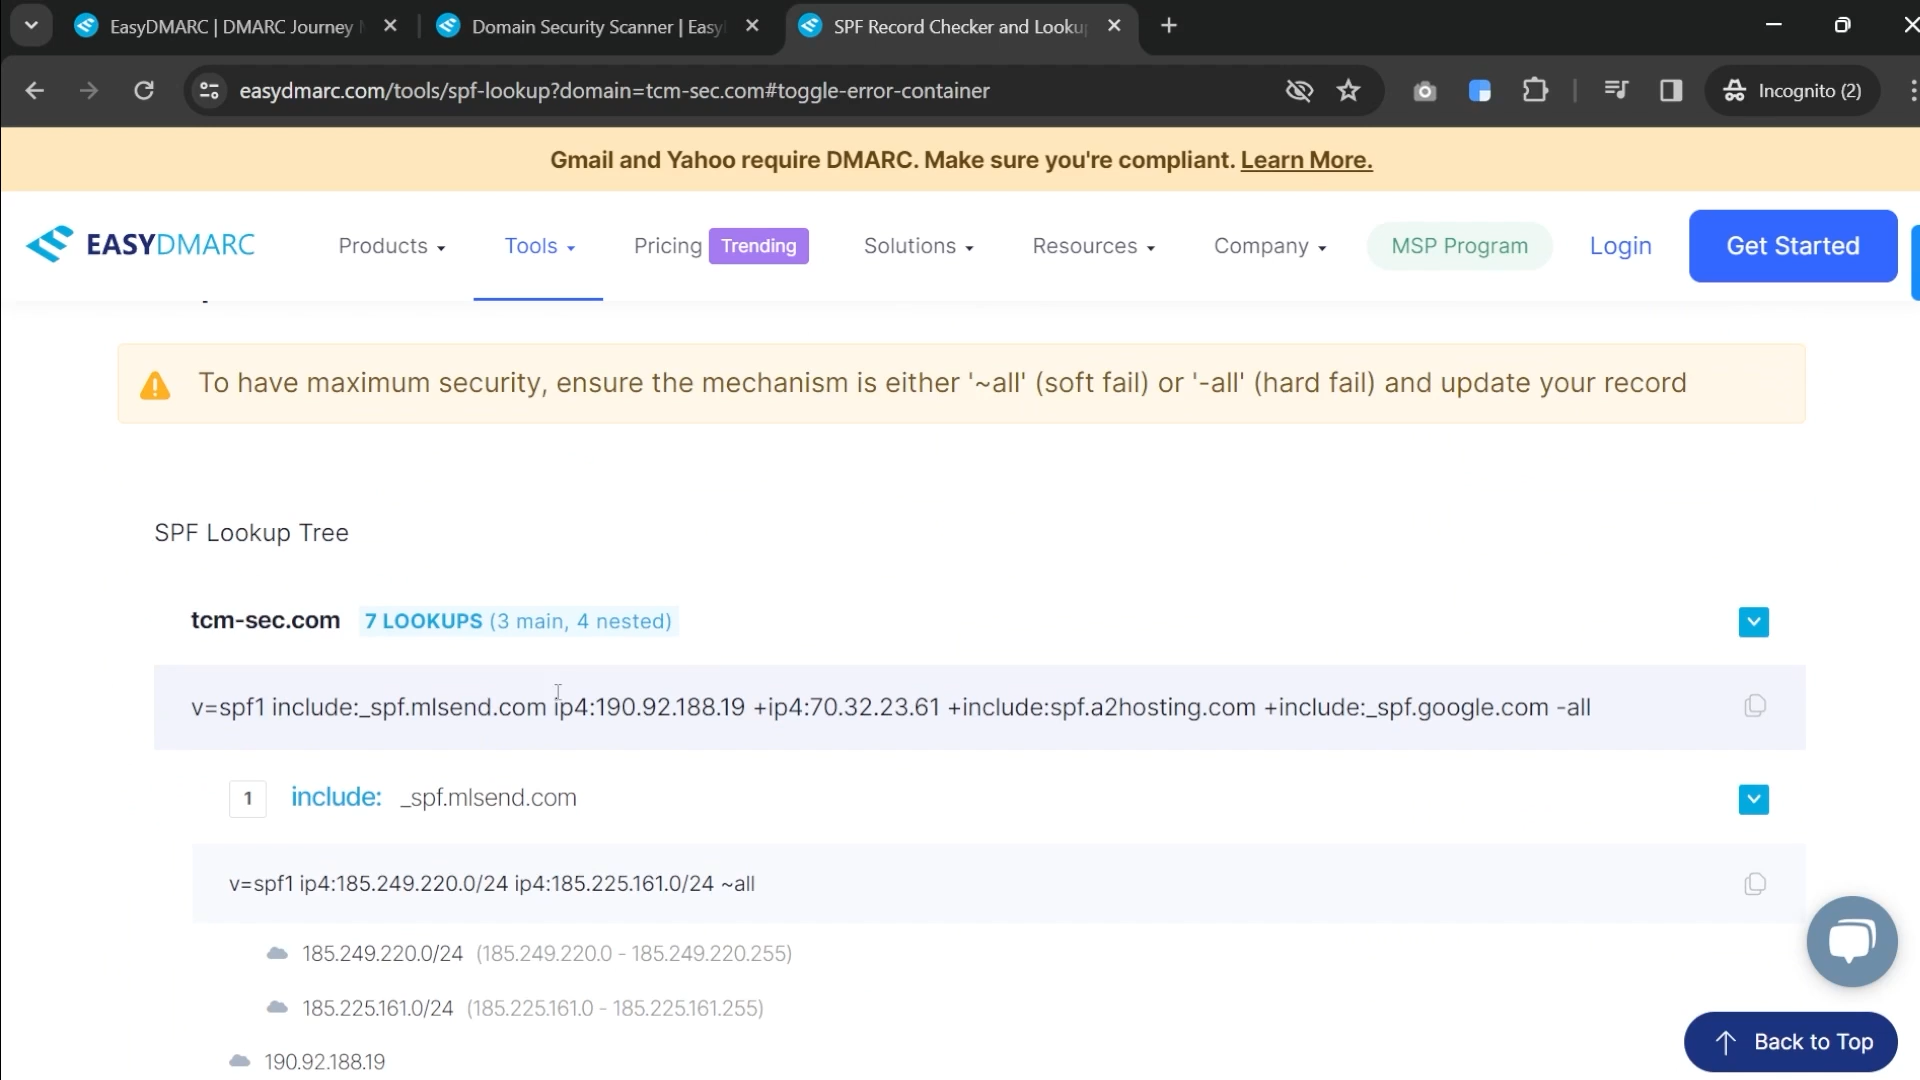 EasyDMARC | DMARC Journey
Domain Security Scanner | Easy
SPF Record Checker and Looku
easydmarc.com/tools/spf-lookup?domain=tcm-sec.com#toggle-error-container
Incognito (2)
Gmail and Yahoo require DMARC. Make sure you're compliant. Learn More.
EASYDMARC
Products
Tools
Pricing
Trending
Solutions
Resources
Company
MSP Program
Login
Get Started
To have maximum security, ensure the mechanism is either '~all' (soft fail) or '-all' (hard fail) and update your record
SPF Lookup Tree
tcm-sec.com 7 LOOKUPS (3 main, 4 nested)
v=spf1 include:_spf.mlsend.com ip4:190.92.188.19 +ip4:70.32.23.61 +include:spf.a2hosting.com +include:_spf.google.com -all
1 include: _spf.mlsend.com
v=spf1 ip4:185.249.220.0/24 ip4:185.225.161.0/24 ~all
185.249.220.0/24 (185.249.220.0 - 185.249.220.255)
185.225.161.0/24 (185.225.161.0 - 185.225.161.255)
190.92.188.19
Back to Top